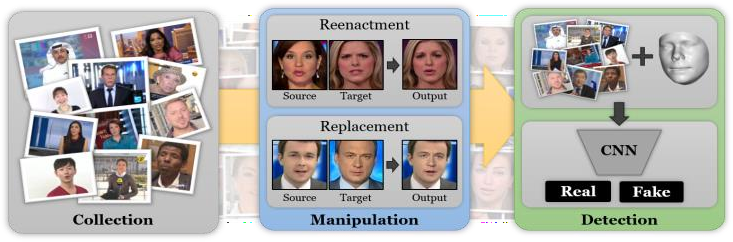 Reenactment
Source Target Output
Replacement
Source Target Output
CNN
Real Fake
Collection Manipulation Detection